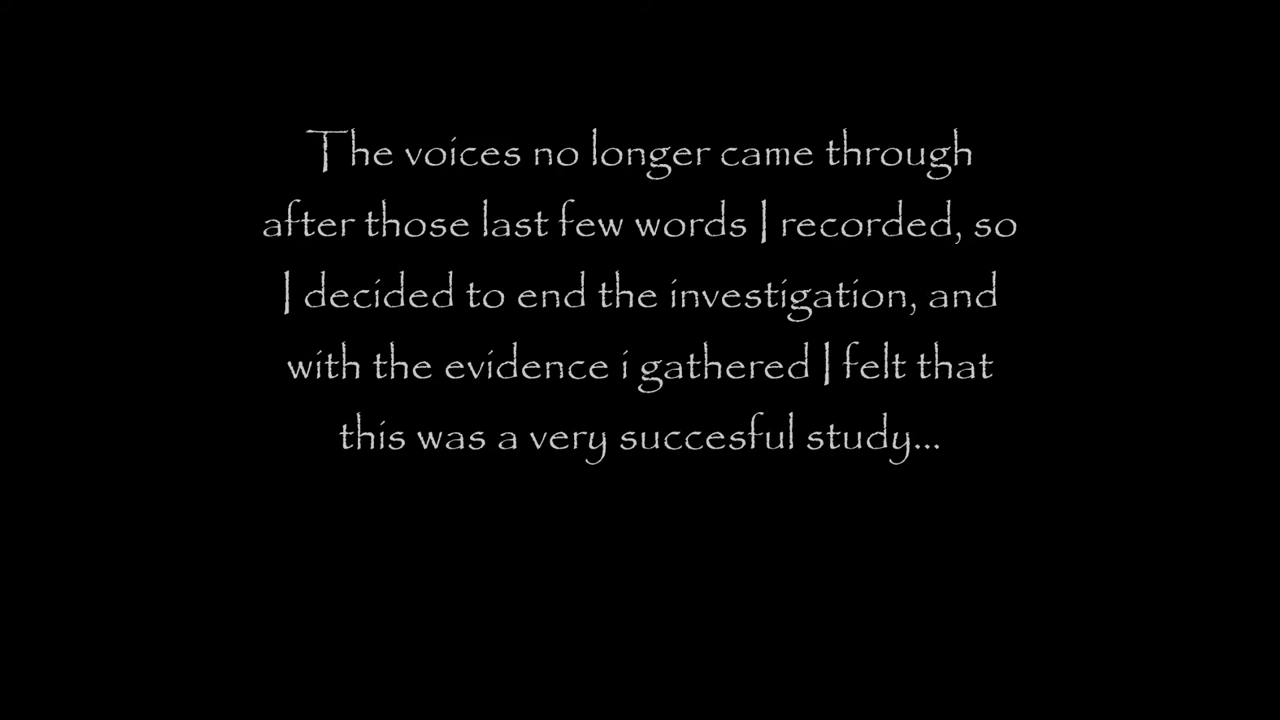 The voices no longer came through
after those last few words I recorded, so
I decided to end the investigation, and
with the evidence i gathered I felt that
this was a very succesful study...